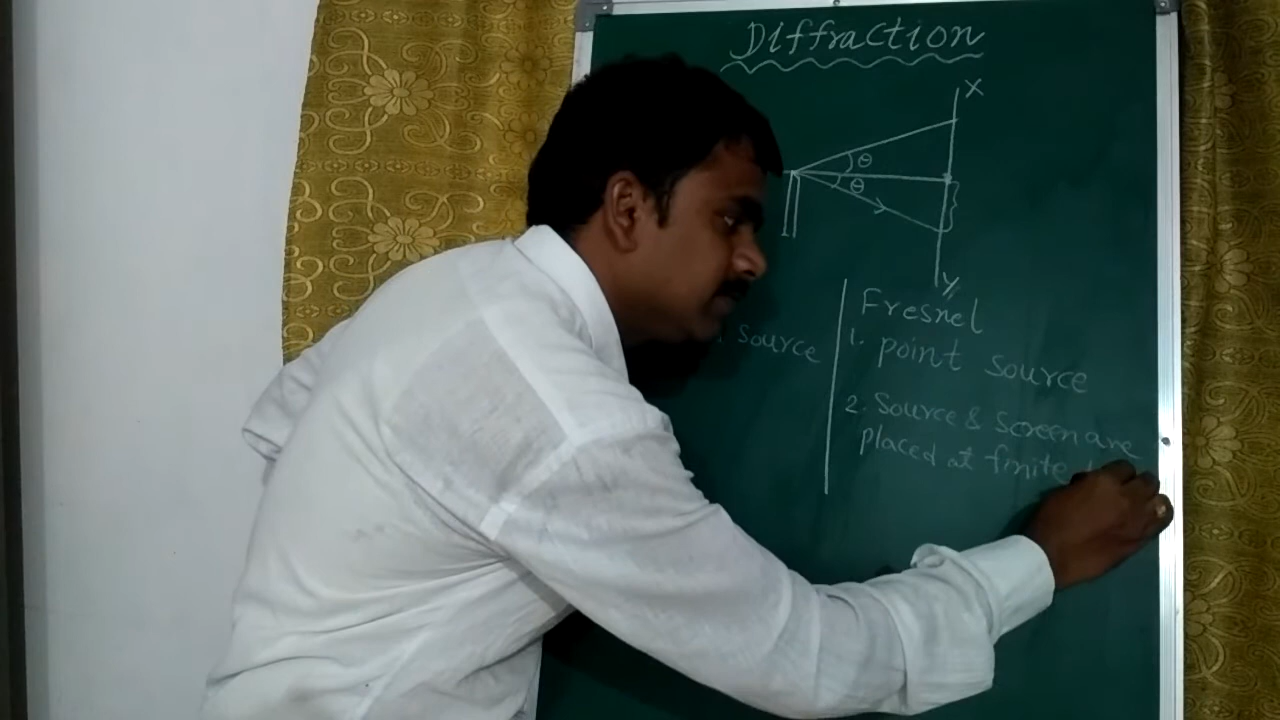 Diffraction
X
θ
θ
Y
Fresnel
. Source
1. point source
2. Source & Screen are
placed at finite